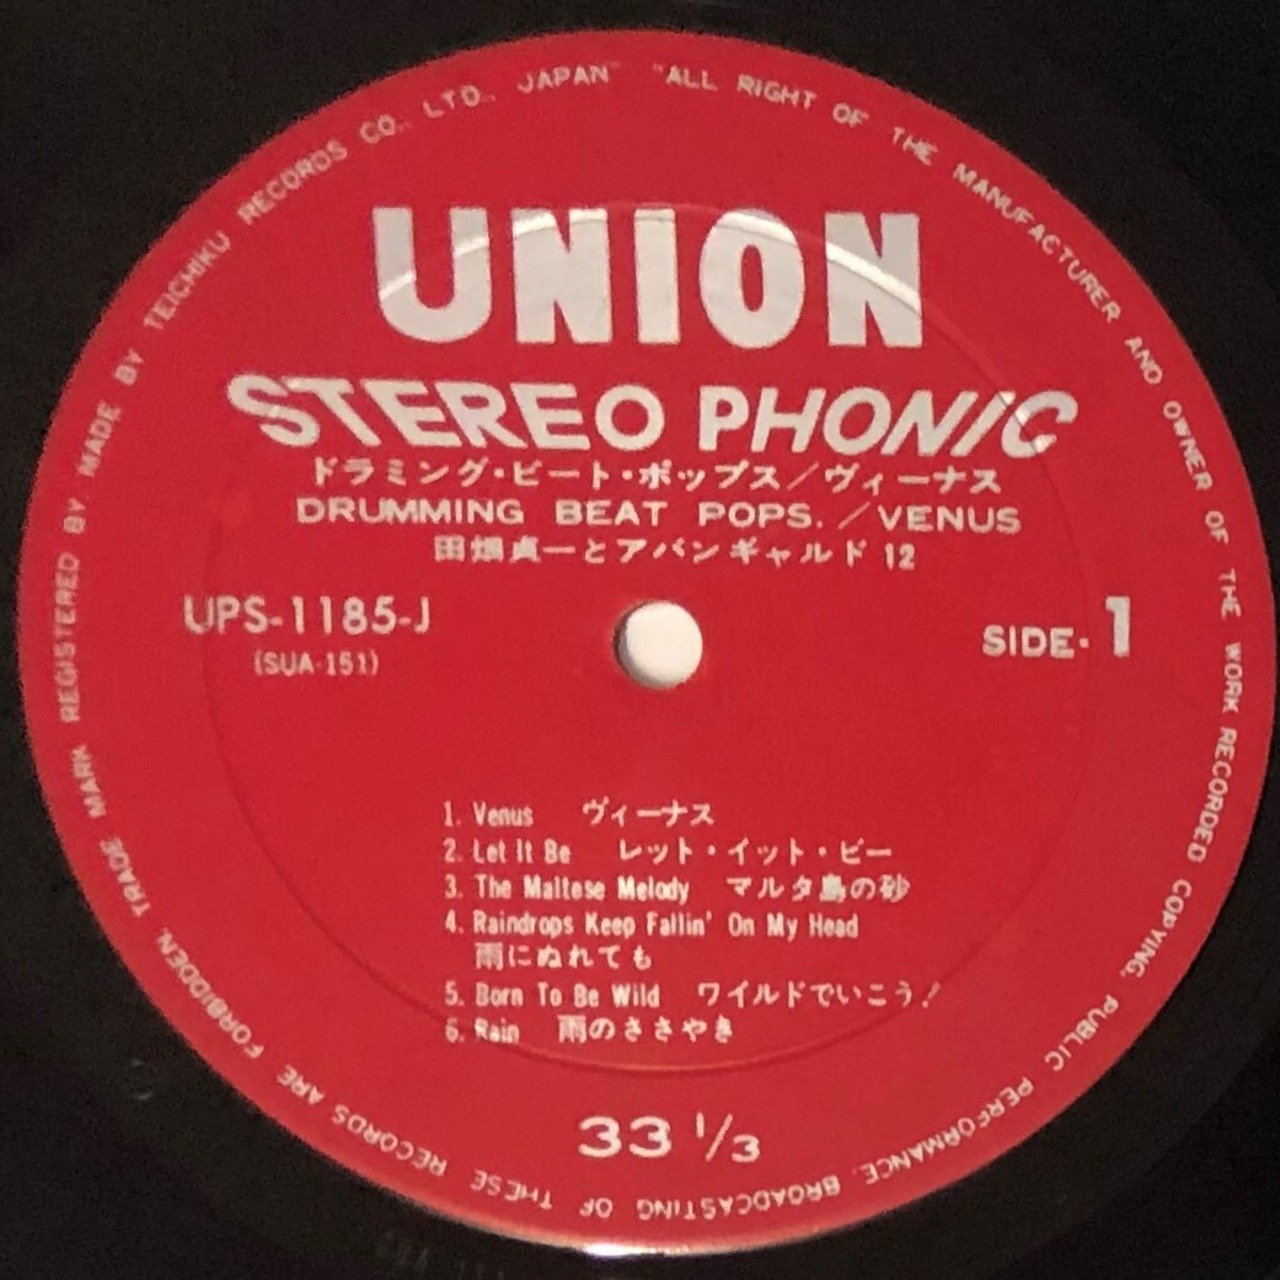 TRADE MARK REGISTERED BY. MADE BY TEICHIKU RECORDS CO., LTD., JAPAN" "ALL RIGHT OF THE MANUFACTURER AND OWNER OF THE WORK RECORDED COPYING, PUBLIC PERFORMANCE, BROADCASTING OF THESE RECORDS ARE FORBIDDEN.
UNION
STEREO PHONIC
ドラミング・ビート・ポップス／ヴィーナス
DRUMMING BEAT POPS.／VENUS
田畑貞一とアバンギャルド 12
UPS-1185-J
(SUA-151)
SIDE・1
1. Venus ヴィーナス
2. Let It Be レット・イット・ビー
3. The Maltese Melody マルタ島の砂
4. Raindrops Keep Fallin' On My Head
雨にぬれても
5. Born To Be Wild ワイルドでいこう！
6. Rain 雨のささやき
33 1/3